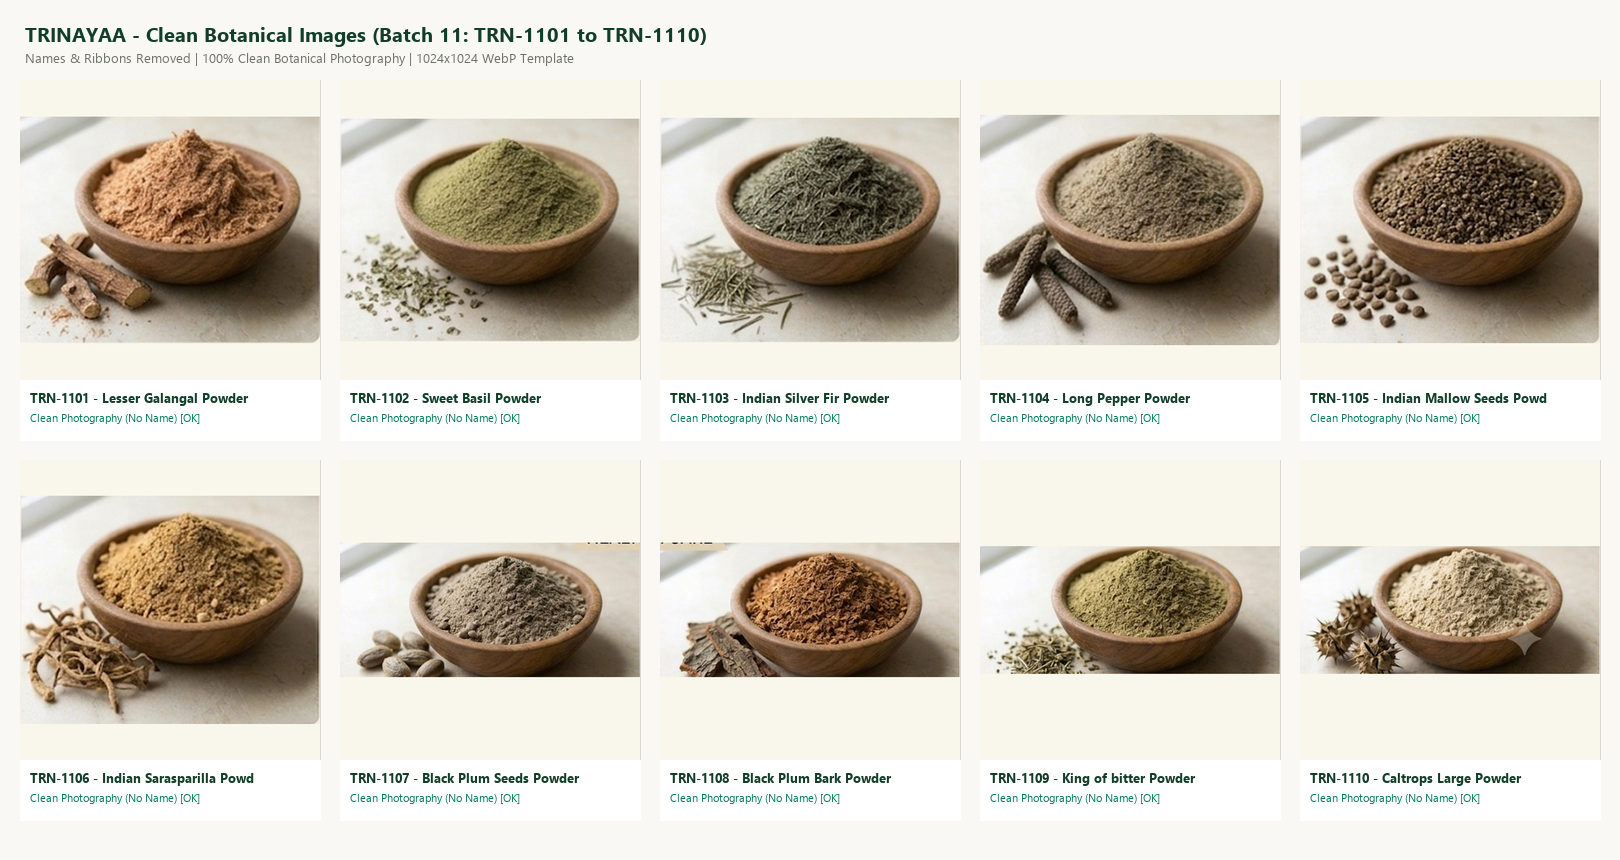 TRINAYAA - Clean Botanical Images (Batch 11: TRN-1101 to TRN-1110)
Names & Ribbons Removed | 100% Clean Botanical Photography | 1024x1024 WebP Template
TRN-1101 - Lesser Galangal Powder
Clean Photography (No Name) [OK]
TRN-1102 - Sweet Basil Powder
Clean Photography (No Name) [OK]
TRN-1103 - Indian Silver Fir Powder
Clean Photography (No Name) [OK]
TRN-1104 - Long Pepper Powder
Clean Photography (No Name) [OK]
TRN-1105 - Indian Mallow Seeds Powd
Clean Photography (No Name) [OK]
TRN-1106 - Indian Sarasparilla Powd
Clean Photography (No Name) [OK]
TRN-1107 - Black Plum Seeds Powder
Clean Photography (No Name) [OK]
TRN-1108 - Black Plum Bark Powder
Clean Photography (No Name) [OK]
TRN-1109 - King of bitter Powder
Clean Photography (No Name) [OK]
TRN-1110 - Caltrops Large Powder
Clean Photography (No Name) [OK]